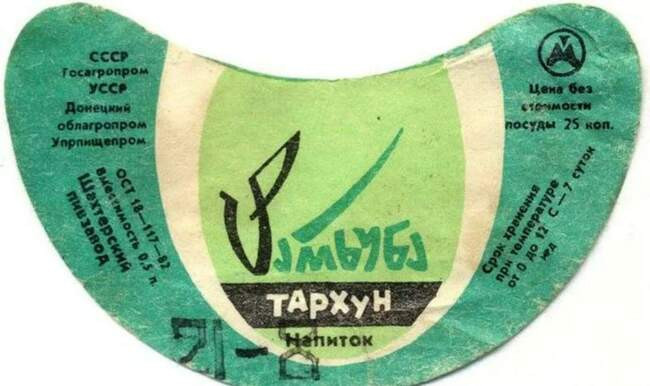 СССР
Госагропром
УССР
Донецкий
облагропром
Упрпищепром
ОСТ 18—117—82
вместимость 0,5 л.
Шахтерский
пивзавод
ТАРХУН
Напиток
Цена без
стоимости
посуды 25 коп.
Срок хранения
при температуре
от 0 до 12°С—7 суток